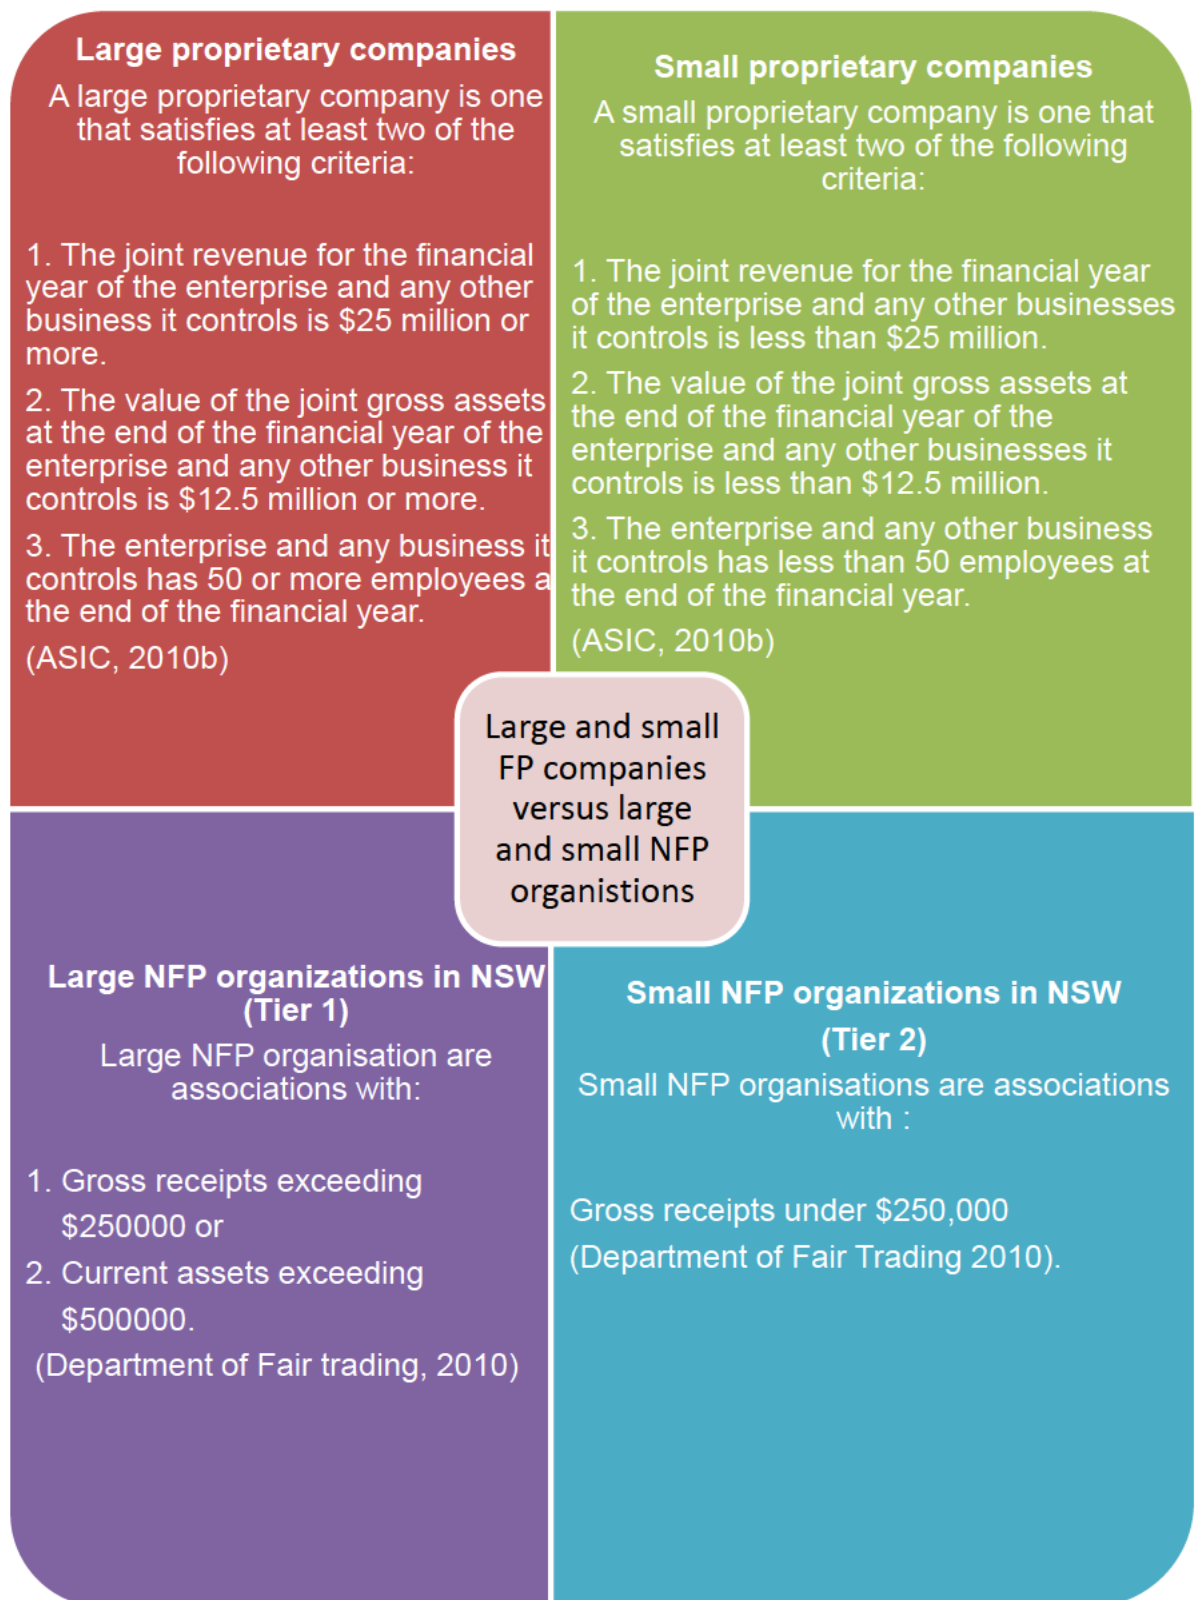 Large proprietary companies
A large proprietary company is one
that satisfies at least two of the
following criteria:
1. The joint revenue for the financial
year of the enterprise and any other
business it controls is $25 million or
more.
2. The value of the joint gross assets
at the end of the financial year of the
enterprise and any other business it
controls is $12.5 million or more.
3. The enterprise and any business it
controls has 50 or more employees a
the end of the financial year.
(ASIC, 2010b)
Small proprietary companies
A small proprietary company is one that
satisfies at least two of the following
criteria:
1. The joint revenue for the financial year
of the enterprise and any other businesses
it controls is less than $25 million.
2. The value of the joint gross assets at
the end of the financial year of the
enterprise and any other businesses it
controls is less than $12.5 million.
3. The enterprise and any other business
it controls has less than 50 employees at
the end of the financial year.
(ASIC, 2010b)
Large and small
FP companies
versus large
and small NFP
organistions
Large NFP organizations in NSW
(Tier 1)
Large NFP organisation are
associations with:
1. Gross receipts exceeding
$250000 or
2. Current assets exceeding
$500000.
(Department of Fair trading, 2010)
Small NFP organizations in NSW
(Tier 2)
Small NFP organisations are associations
with :
Gross receipts under $250,000
(Department of Fair Trading 2010).